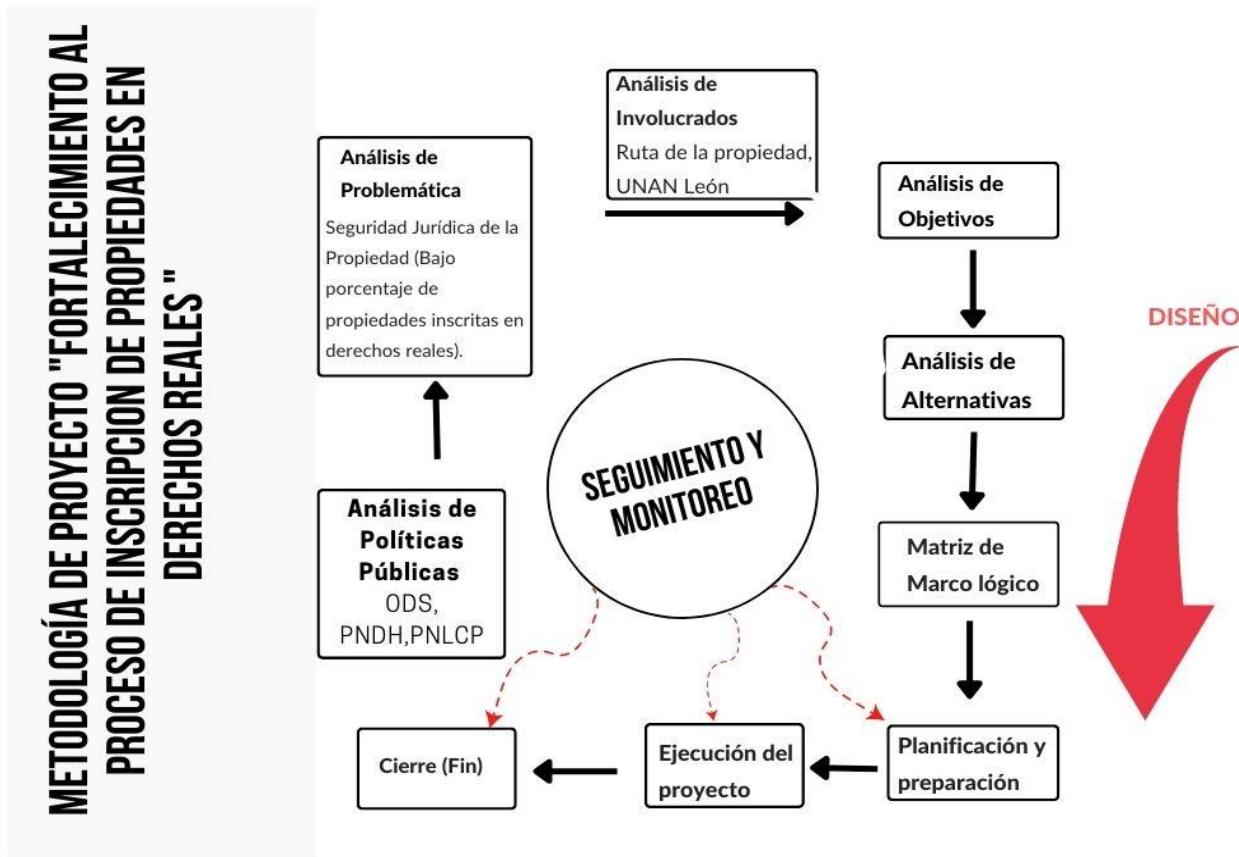 METODOLOGÍA DE PROYECTO "FORTALECIMIENTO AL
PROCESO DE INSCRIPCION DE PROPIEDADES EN
DERECHOS REALES"
Análisis de
Políticas
Públicas
ODS,
PNDH,PNLCP
Análisis de
Problemática
Seguridad Jurídica de la
Propiedad (Bajo
porcentaje de
propiedades inscritas en
derechos reales).
Análisis de
Involucrados
Ruta de la propiedad,
UNAN León
Análisis de
Objetivos
Análisis de
Alternativas
Matriz de
Marco lógico
Planificación y
preparación
Ejecución del
proyecto
Cierre (Fin)
SEGUIMIENTO Y
MONITOREO
DISEÑO